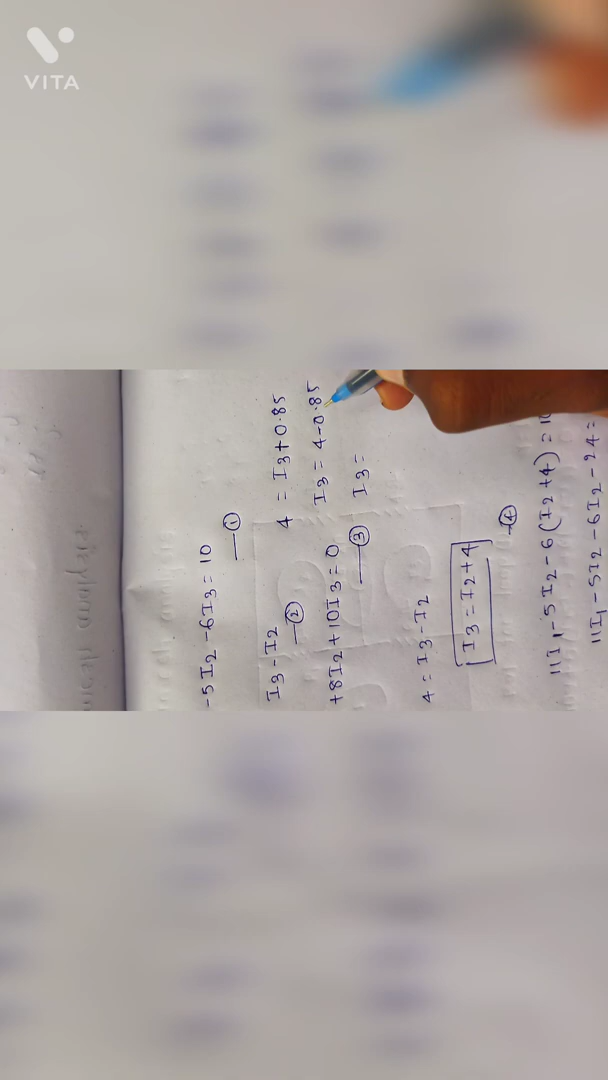 VITA
-5I2 -6I3 = 10
①
I3 - I2
②
+8I2 +10I3 = 0
③
4 = I3 - I2
I3 = I2+4
④
11I1 -5I2 -6(I2+4) = 10
11I1 -5I2 -6I2 -24 =
4 = I3 + 0.85
I3 = 4-0.85
I3 =